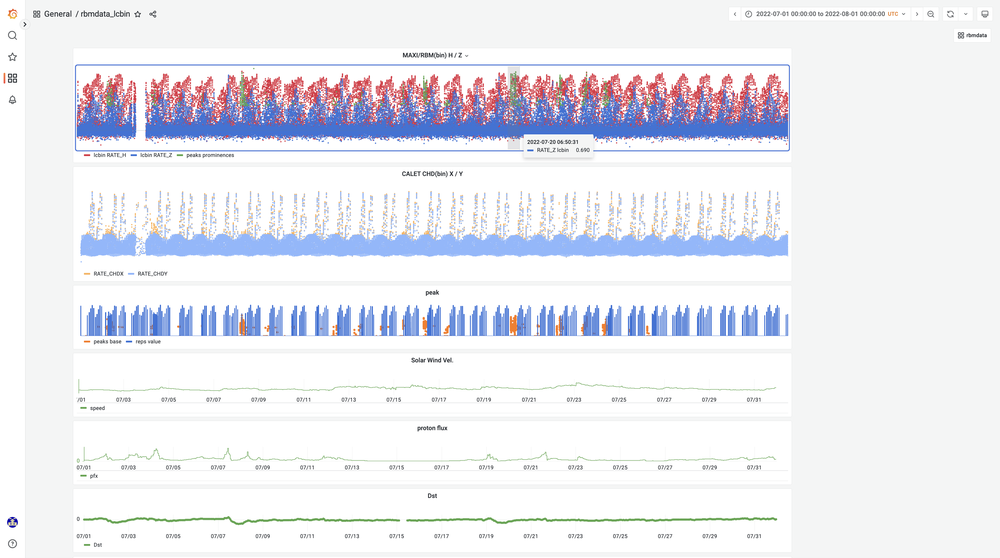 General / rbmdata_lcbin
2022-07-01 00:00:00 to 2022-08-01 00:00:00 UTC
rbmdata
MAXI/RBM(bin) H / Z
2022-07-20 06:50:31
RATE_Z lcbin 0.690
lcbin RATE_H lcbin RATE_Z peaks prominences
CALET CHD(bin) X / Y
RATE_CHDX RATE_CHDY
peak
peaks base reps value
Solar Wind Vel.
/01 07/03 07/05 07/07 07/09 07/11 07/13 07/15 07/17 07/19 07/21 07/23 07/25 07/27 07/29 07/31
speed
proton flux
0
07/01 07/03 07/05 07/07 07/09 07/11 07/13 07/15 07/17 07/19 07/21 07/23 07/25 07/27 07/29 07/31
pfx
Dst
0
07/01 07/03 07/05 07/07 07/09 07/11 07/13 07/15 07/17 07/19 07/21 07/23 07/25 07/27 07/29 07/31
Dst